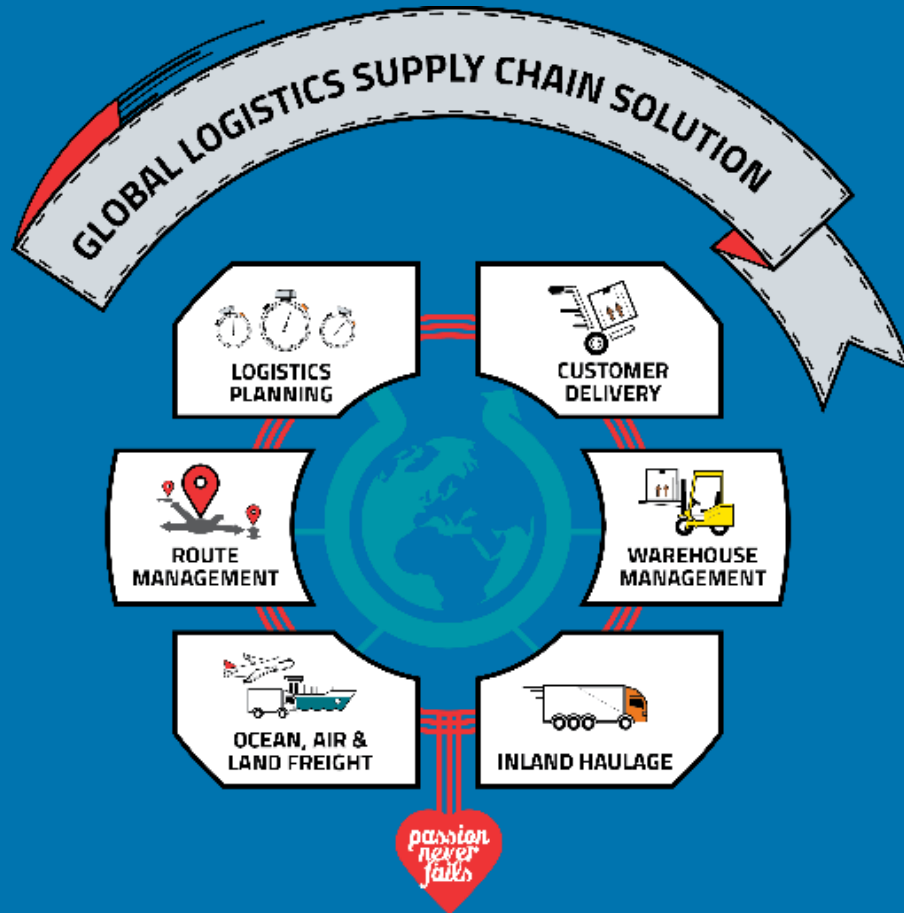 GLOBAL LOGISTICS SUPPLY CHAIN SOLUTION
LOGISTICS
PLANNING
CUSTOMER
DELIVERY
ROUTE
MANAGEMENT
WAREHOUSE
MANAGEMENT
OCEAN, AIR &
LAND FREIGHT
INLAND HAULAGE
passion
never
fails